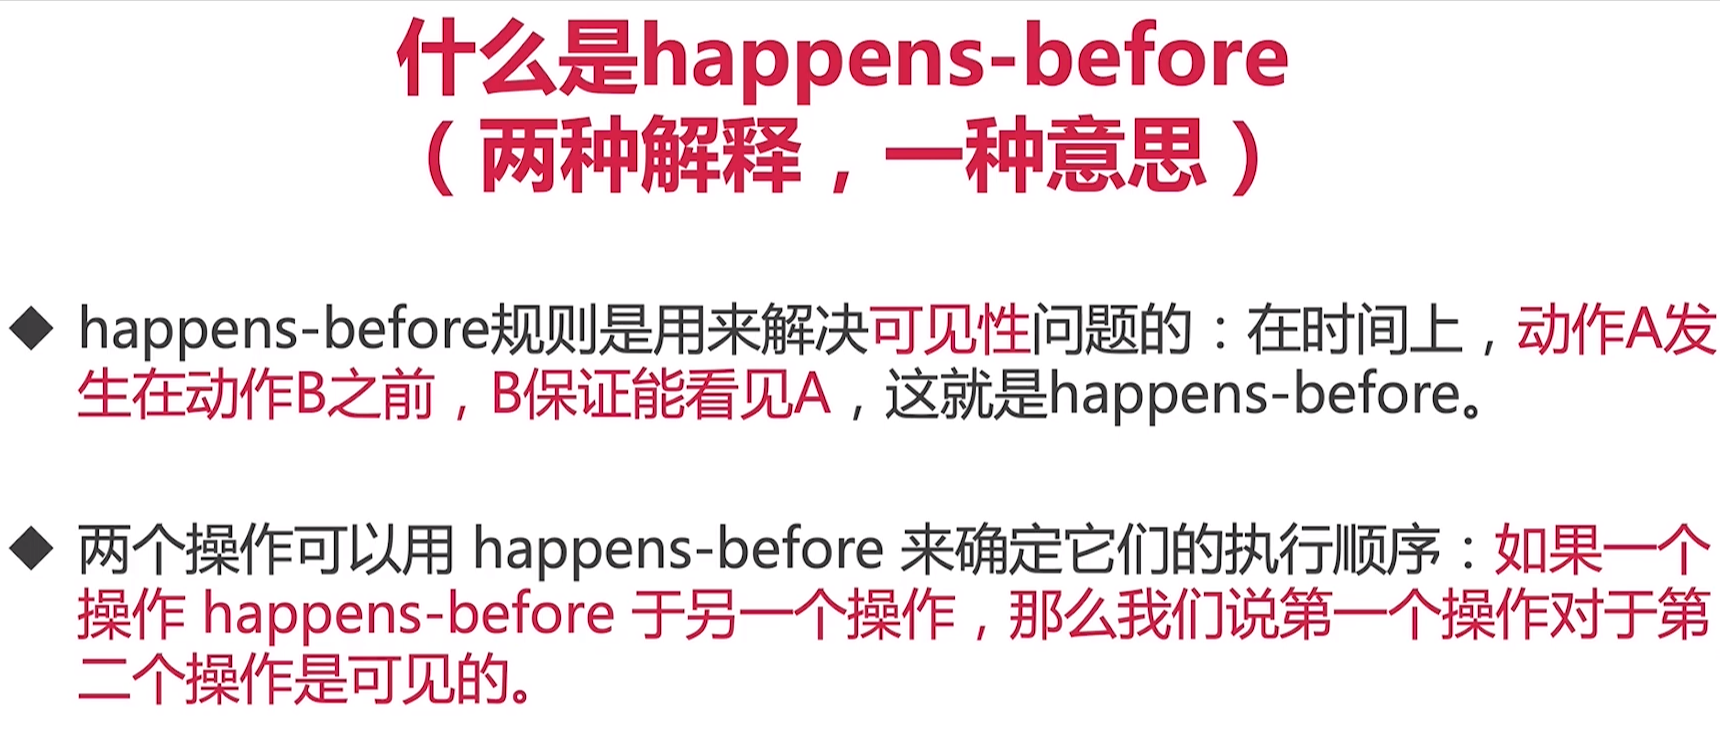 什么是happens-before
（两种解释，一种意思）
◆ happens-before规则是用来解决可见性问题的：在时间上，动作A发
生在动作B之前，B保证能看见A，这就是happens-before。
◆ 两个操作可以用 happens-before 来确定它们的执行顺序：如果一个
操作 happens-before 于另一个操作，那么我们说第一个操作对于第
二个操作是可见的。